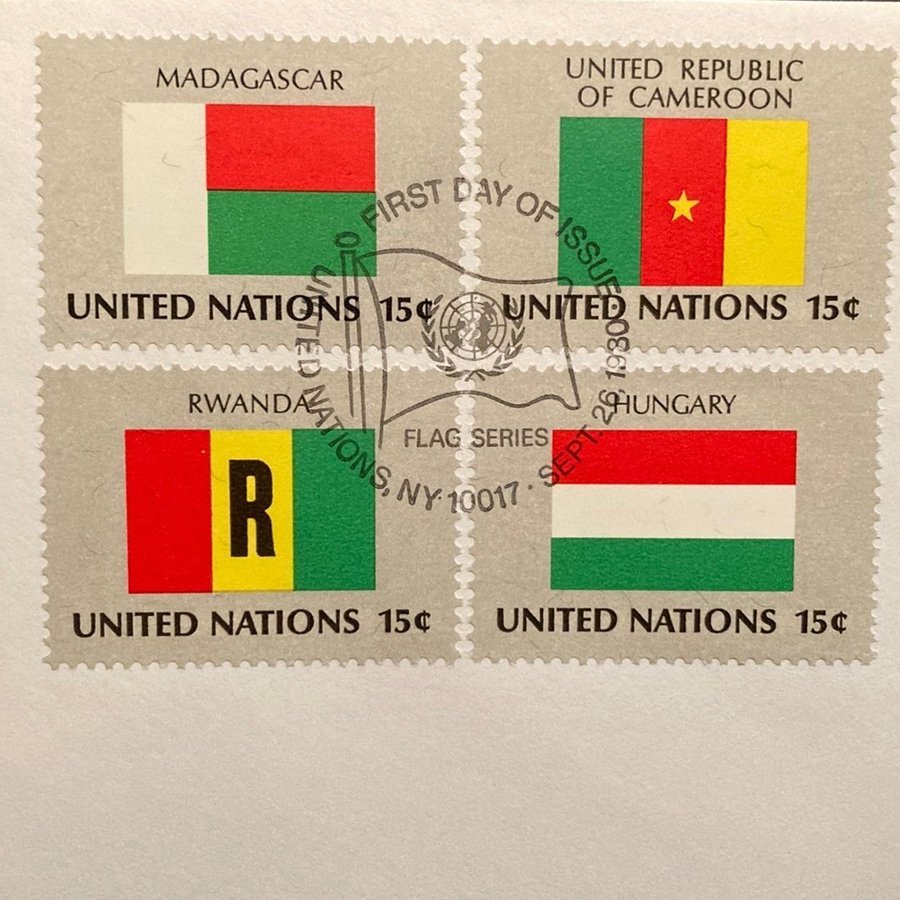 MADAGASCAR
UNITED NATIONS 15¢
UNITED REPUBLIC
OF CAMEROON
UNITED NATIONS 15¢
RWANDA
R
UNITED NATIONS 15¢
HUNGARY
UNITED NATIONS 15¢
FIRST DAY OF ISSUE
UNITED NATIONS, NY 10017 · SEPT. 26 1980
FLAG SERIES